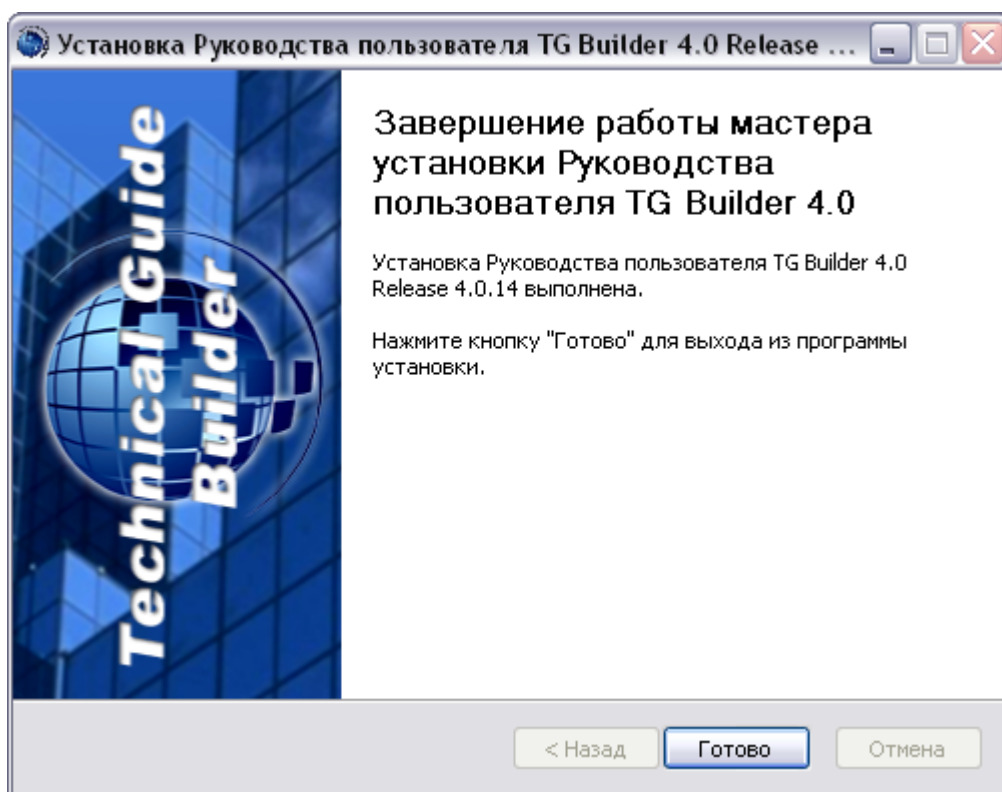 Установка Руководства пользователя TG Builder 4.0 Release ...
Technical Guide
Builder
Завершение работы мастера
установки Руководства
пользователя TG Builder 4.0
Установка Руководства пользователя TG Builder 4.0
Release 4.0.14 выполнена.
Нажмите кнопку "Готово" для выхода из программы
установки.
< Назад
Готово
Отмена